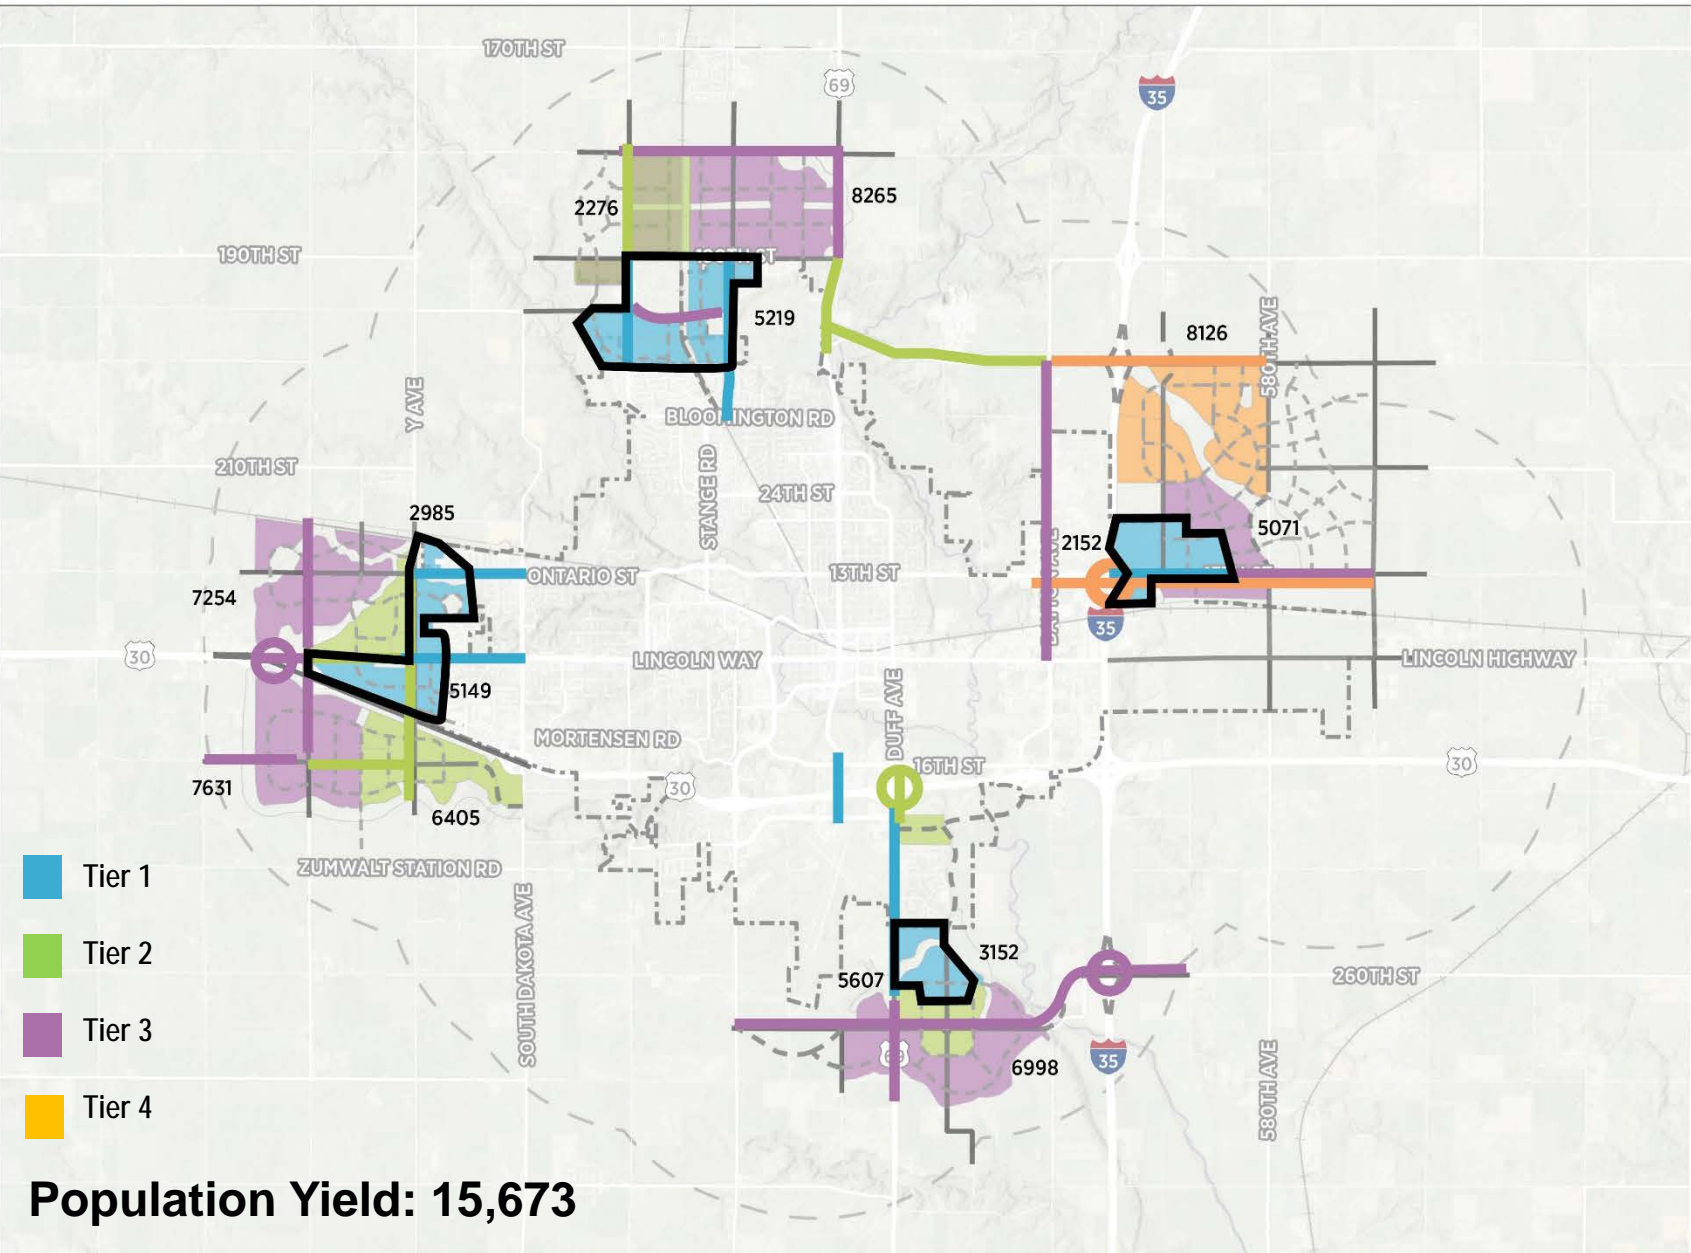 170TH ST
69
35
2276
8265
190TH ST
190TH ST
5219
8126
580TH AVE
Y AVE
BLOOMINGTON RD
210TH ST
STANGE RD
24TH ST
2985
5071
2152
ONTARIO ST
13TH ST
7254
35
30
LINCOLN WAY
LINCOLN HIGHWAY
5149
DUFF AVE
MORTENSEN RD
16TH ST
30
30
7631
6405
ZUMWALT STATION RD
Tier 1
SOUTH DAKOTA AVE
Tier 2
3152
5607
260TH ST
Tier 3
69
35
6998
580TH AVE
Tier 4
Population Yield: 15,673